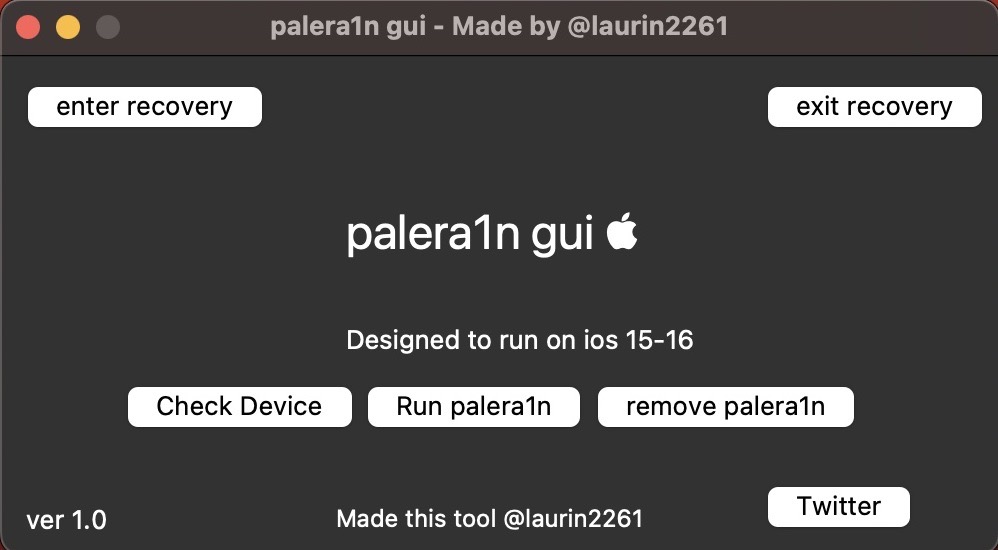 palera1n gui - Made by @laurin2261
enter recovery
exit recovery
palera1n gui 
Designed to run on ios 15-16
Check Device
Run palera1n
remove palera1n
Twitter
ver 1.0
Made this tool @laurin2261